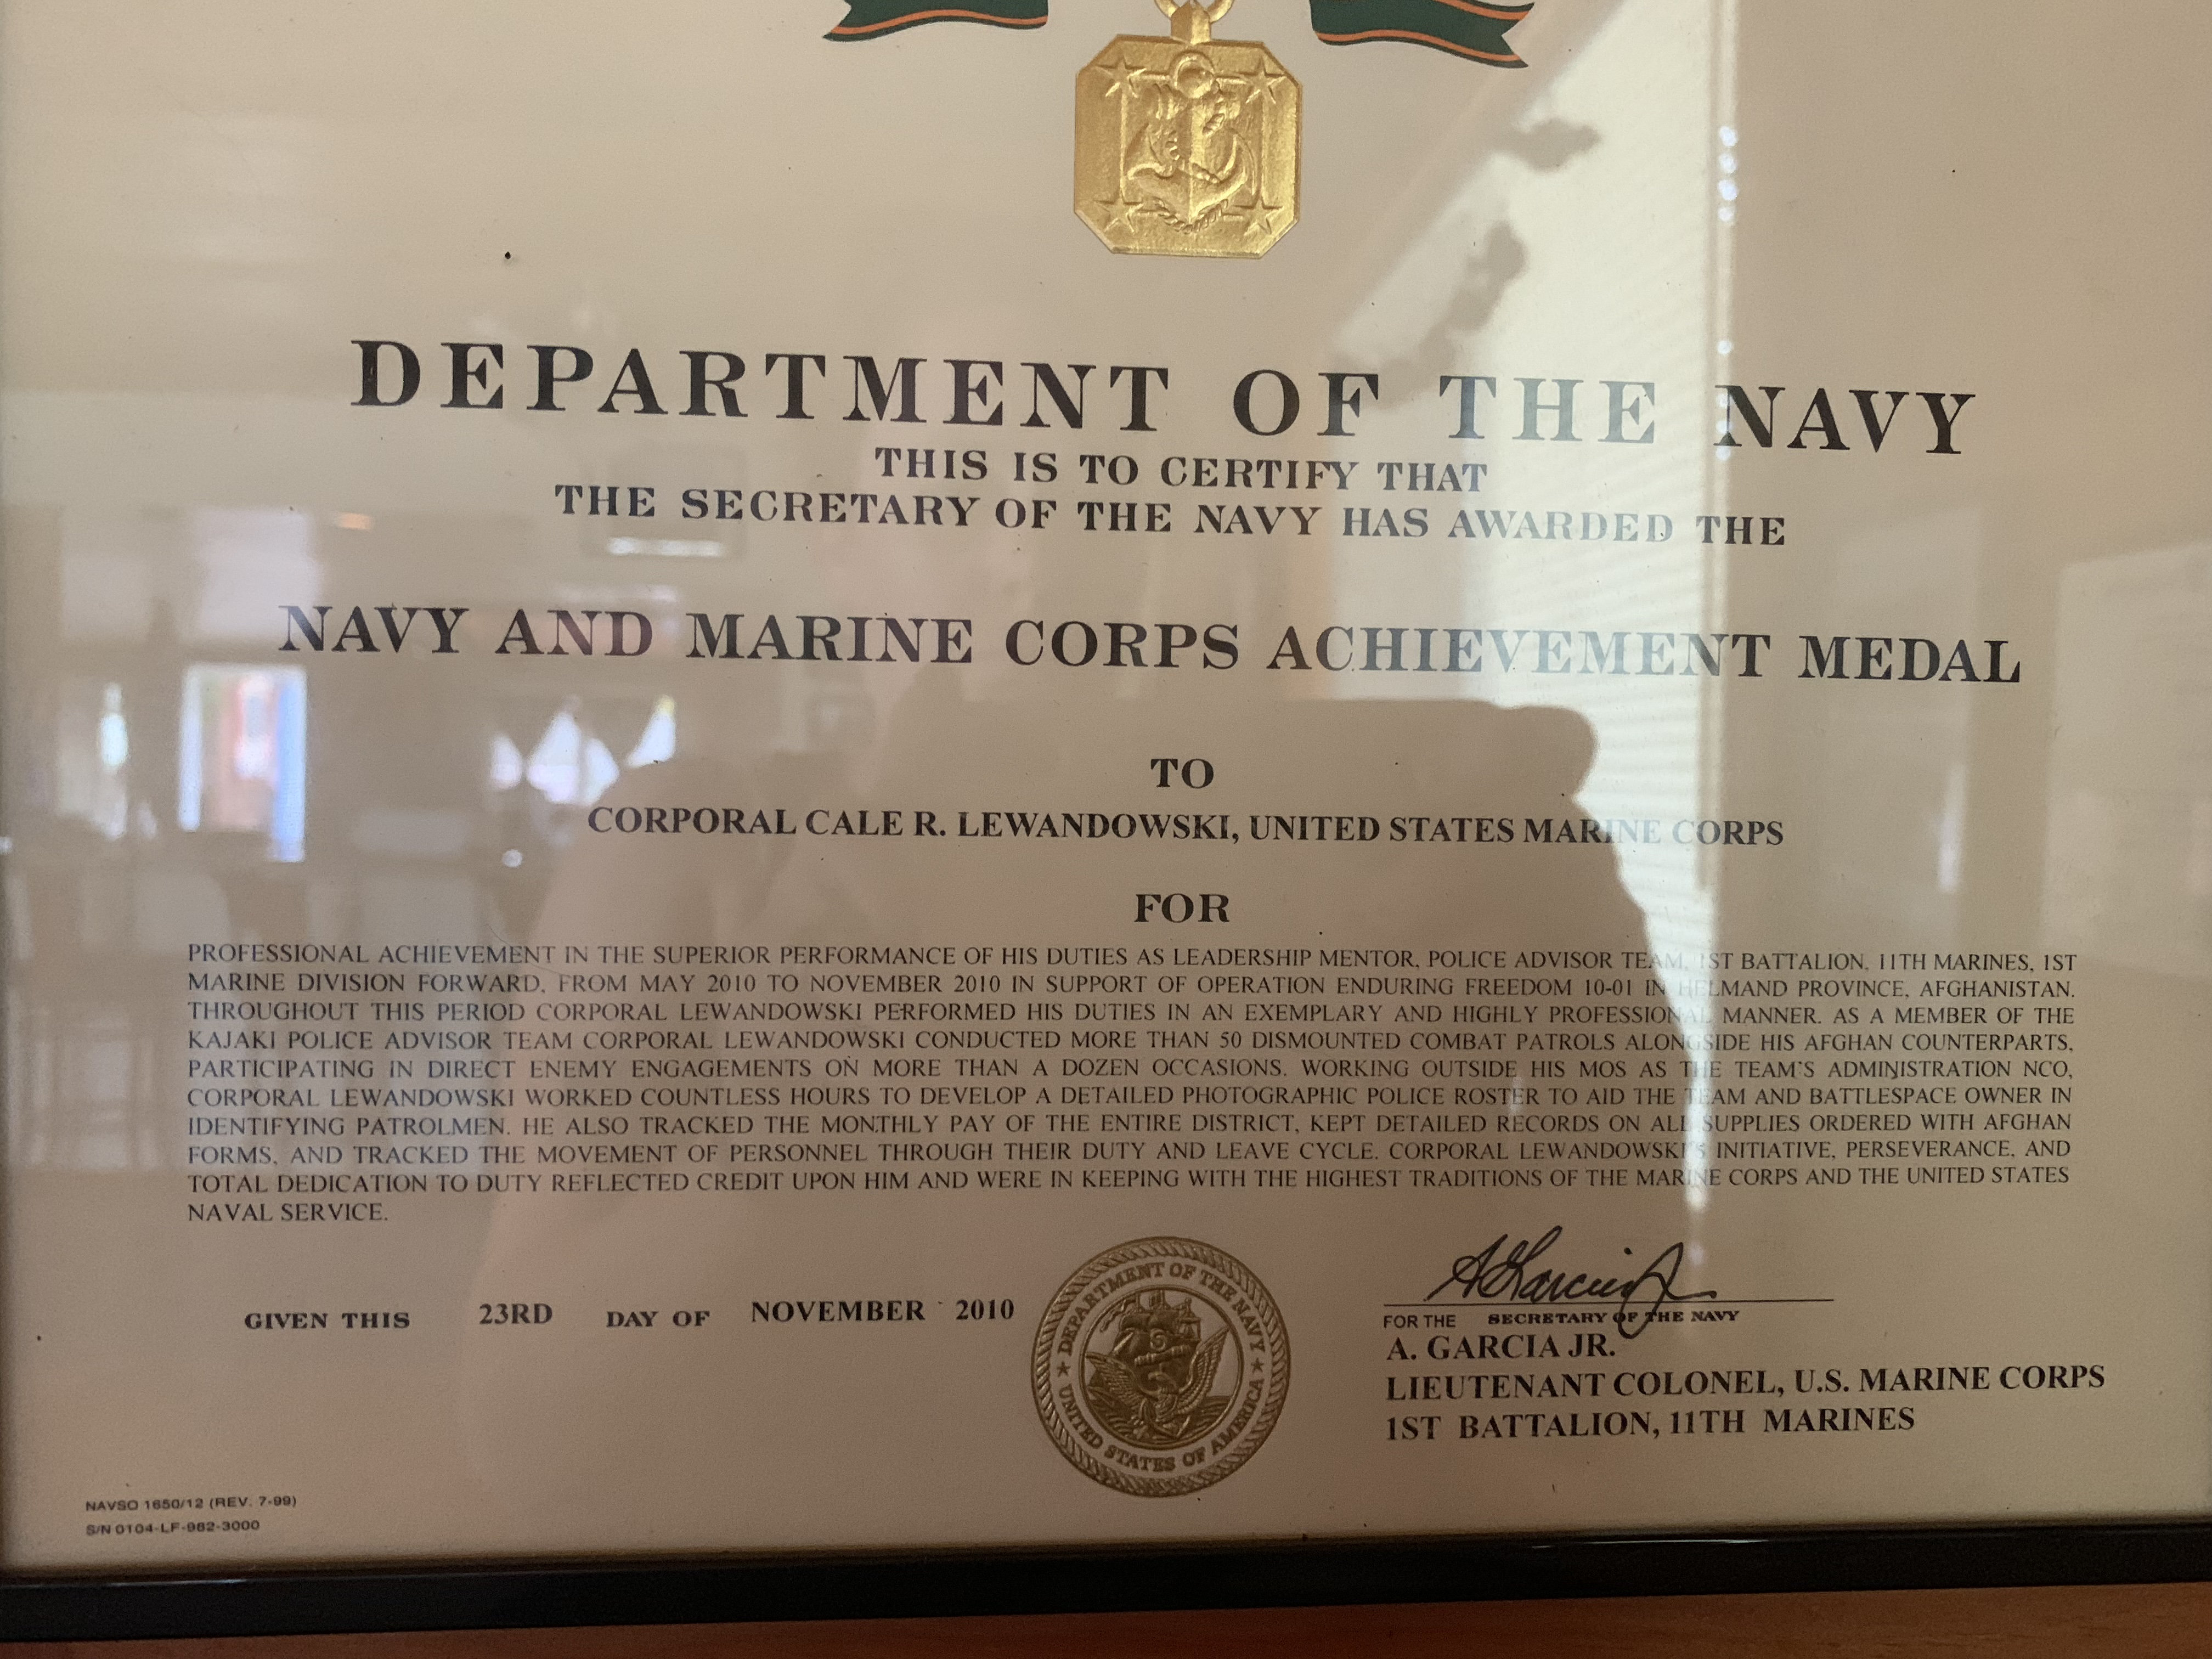 DEPARTMENT OF THE NAVY
THIS IS TO CERTIFY THAT
THE SECRETARY OF THE NAVY HAS AWARDED THE
NAVY AND MARINE CORPS ACHIEVEMENT MEDAL
TO
CORPORAL CALE R. LEWANDOWSKI, UNITED STATES MARINE CORPS
FOR
PROFESSIONAL ACHIEVEMENT IN THE SUPERIOR PERFORMANCE OF HIS DUTIES AS LEADERSHIP MENTOR, POLICE ADVISOR TEAM, 1ST BATTALION, 11TH MARINES, 1ST
MARINE DIVISION FORWARD, FROM MAY 2010 TO NOVEMBER 2010 IN SUPPORT OF OPERATION ENDURING FREEDOM 10-01 IN HELMAND PROVINCE, AFGHANISTAN.
THROUGHOUT THIS PERIOD CORPORAL LEWANDOWSKI PERFORMED HIS DUTIES IN AN EXEMPLARY AND HIGHLY PROFESSIONAL MANNER. AS A MEMBER OF THE
KAJAKI POLICE ADVISOR TEAM CORPORAL LEWANDOWSKI CONDUCTED MORE THAN 50 DISMOUNTED COMBAT PATROLS ALONGSIDE HIS AFGHAN COUNTERPARTS,
PARTICIPATING IN DIRECT ENEMY ENGAGEMENTS ON MORE THAN A DOZEN OCCASIONS. WORKING OUTSIDE HIS MOS AS THE TEAM'S ADMINISTRATION NCO,
CORPORAL LEWANDOWSKI WORKED COUNTLESS HOURS TO DEVELOP A DETAILED PHOTOGRAPHIC POLICE ROSTER TO AID THE TEAM AND BATTLESPACE OWNER IN
IDENTIFYING PATROLMEN. HE ALSO TRACKED THE MONTHLY PAY OF THE ENTIRE DISTRICT, KEPT DETAILED RECORDS ON ALL SUPPLIES ORDERED WITH AFGHAN
FORMS, AND TRACKED THE MOVEMENT OF PERSONNEL THROUGH THEIR DUTY AND LEAVE CYCLE. CORPORAL LEWANDOWSKI'S INITIATIVE, PERSEVERANCE, AND
TOTAL DEDICATION TO DUTY REFLECTED CREDIT UPON HIM AND WERE IN KEEPING WITH THE HIGHEST TRADITIONS OF THE MARINE CORPS AND THE UNITED STATES
NAVAL SERVICE.
GIVEN THIS 23RD DAY OF NOVEMBER 2010
DEPARTMENT OF THE NAVY
UNITED STATES OF AMERICA
A Garcia Jr
FOR THE SECRETARY OF THE NAVY
A. GARCIA JR.
LIEUTENANT COLONEL, U.S. MARINE CORPS
1ST BATTALION, 11TH MARINES
NAVSO 1650/12 (REV. 7-99)
S/N 0104-LF-982-3000